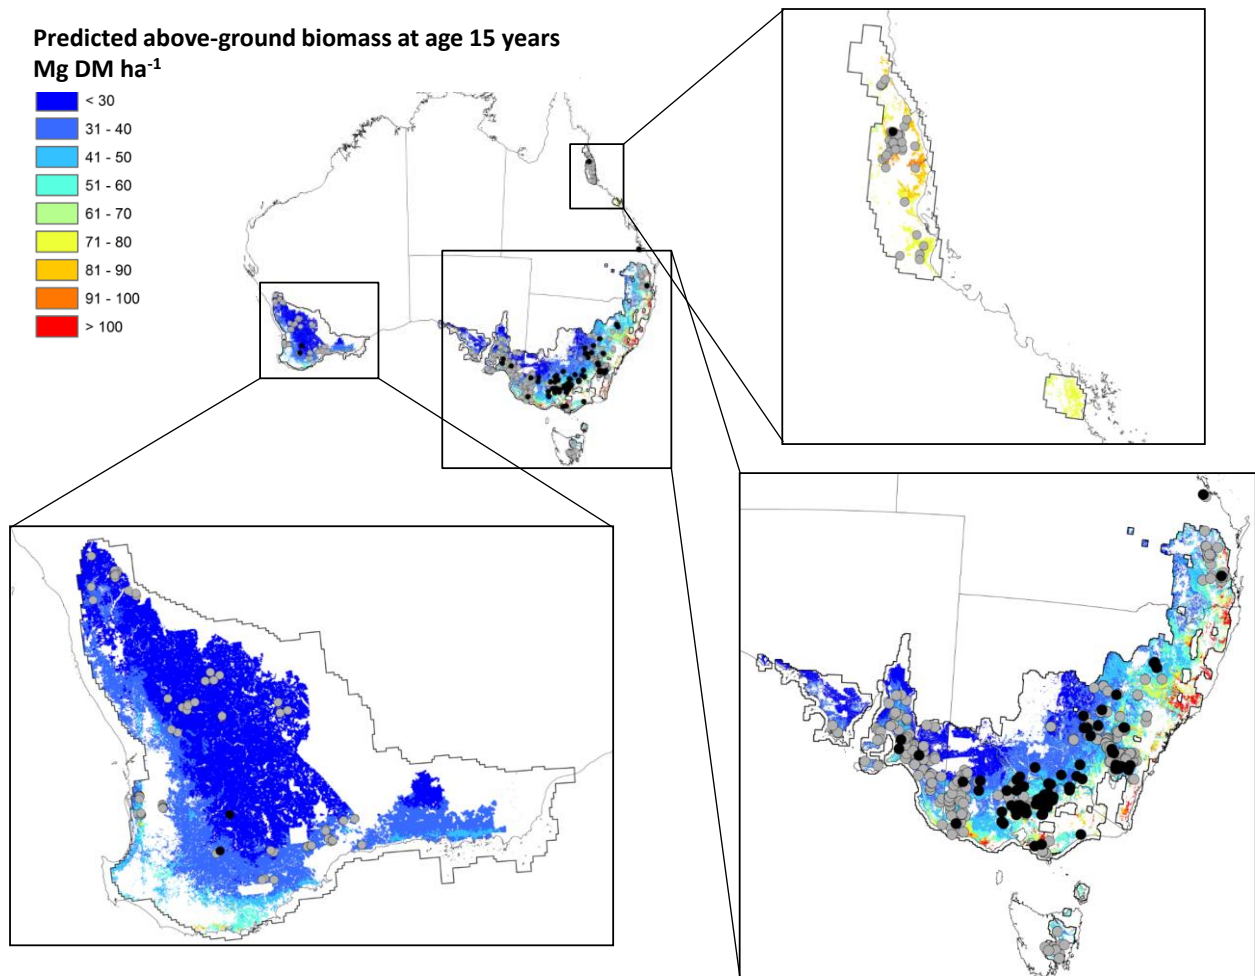 Predicted above-ground biomass at age 15 years
Mg DM ha⁻¹
< 30
31 - 40
41 - 50
51 - 60
61 - 70
71 - 80
81 - 90
91 - 100
> 100